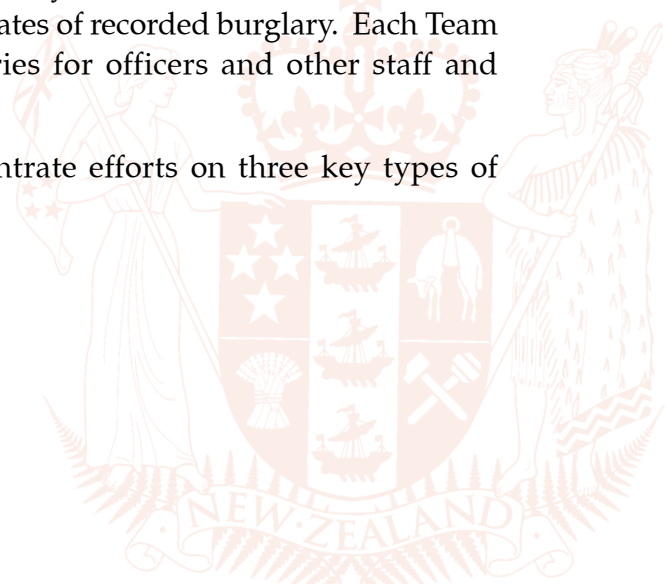 ates of recorded burglary. Each Team
ries for officers and other staff and
ntrate efforts on three key types of
NEW·ZEALAND